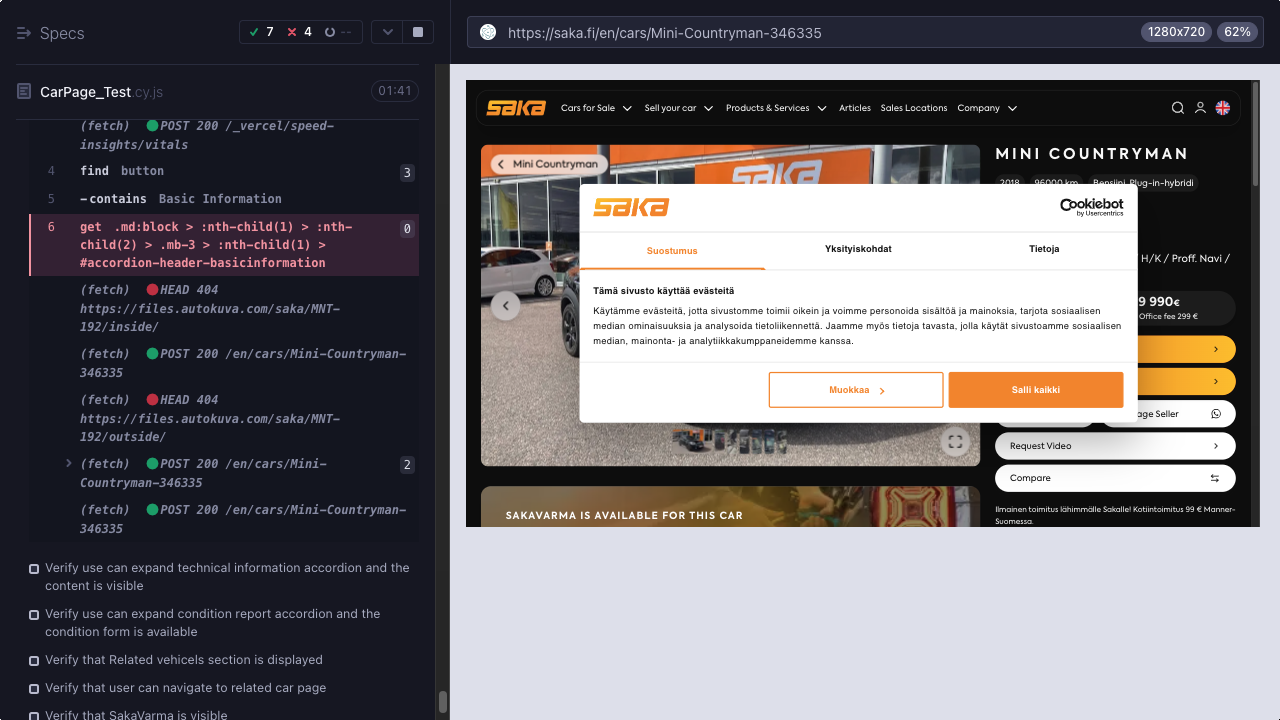 Specs
7
4
--
CarPage_Test.cy.js
01:41
(fetch) POST 200 /_vercel/speed-
insights/vitals
4 find button 3
5 -contains Basic Information
6 get .md:block > :nth-child(1) > :nth-
child(2) > .mb-3 > :nth-child(1) >
#accordion-header-basicinformation
0
(fetch) HEAD 404
https://files.autokuva.com/saka/MNT-
192/inside/
(fetch) POST 200 /en/cars/Mini-Countryman-
346335
(fetch) HEAD 404
https://files.autokuva.com/saka/MNT-
192/outside/
(fetch) POST 200 /en/cars/Mini-
Countryman-346335
2
(fetch) POST 200 /en/cars/Mini-Countryman-
346335
Verify use can expand technical information accordion and the
content is visible
Verify use can expand condition report accordion and the
condition form is available
Verify that Related vehicels section is displayed
Verify that user can navigate to related car page
Verify that SakaVarma is visible
https://saka.fi/en/cars/Mini-Countryman-346335
1280x720
62%
saka
Cars for Sale
Sell your car
Products & Services
Articles
Sales Locations
Company
Mini Countryman
saka
MINI COUNTRYMAN
2018
96000 km
Bensiini, Plug-in-hybridi
saka
Cookiebot
by Usercentrics
Suostumus
Yksityiskohdat
Tietoja
Tämä sivusto käyttää evästeitä
Käytämme evästeitä, jotta sivustomme toimii oikein ja voimme personoida sisältöä ja mainoksia, tarjota sosiaalisen
median ominaisuuksia ja analysoida tietoliikennettä. Jaamme myös tietoja tavasta, jolla käytät sivustoamme sosiaalisen
median, mainonta- ja analytiikkakumppaneidemme kanssa.
Muokkaa
Salli kaikki
H/K / Proff. Navi /
9 990€
Office fee 299 €
age Seller
Request Video
Compare
Ilmainen toimitus lähimmälle Sakalle! Kotiintoimitus 99 € Manner-
Suomessa.
SAKAVARMA IS AVAILABLE FOR THIS CAR